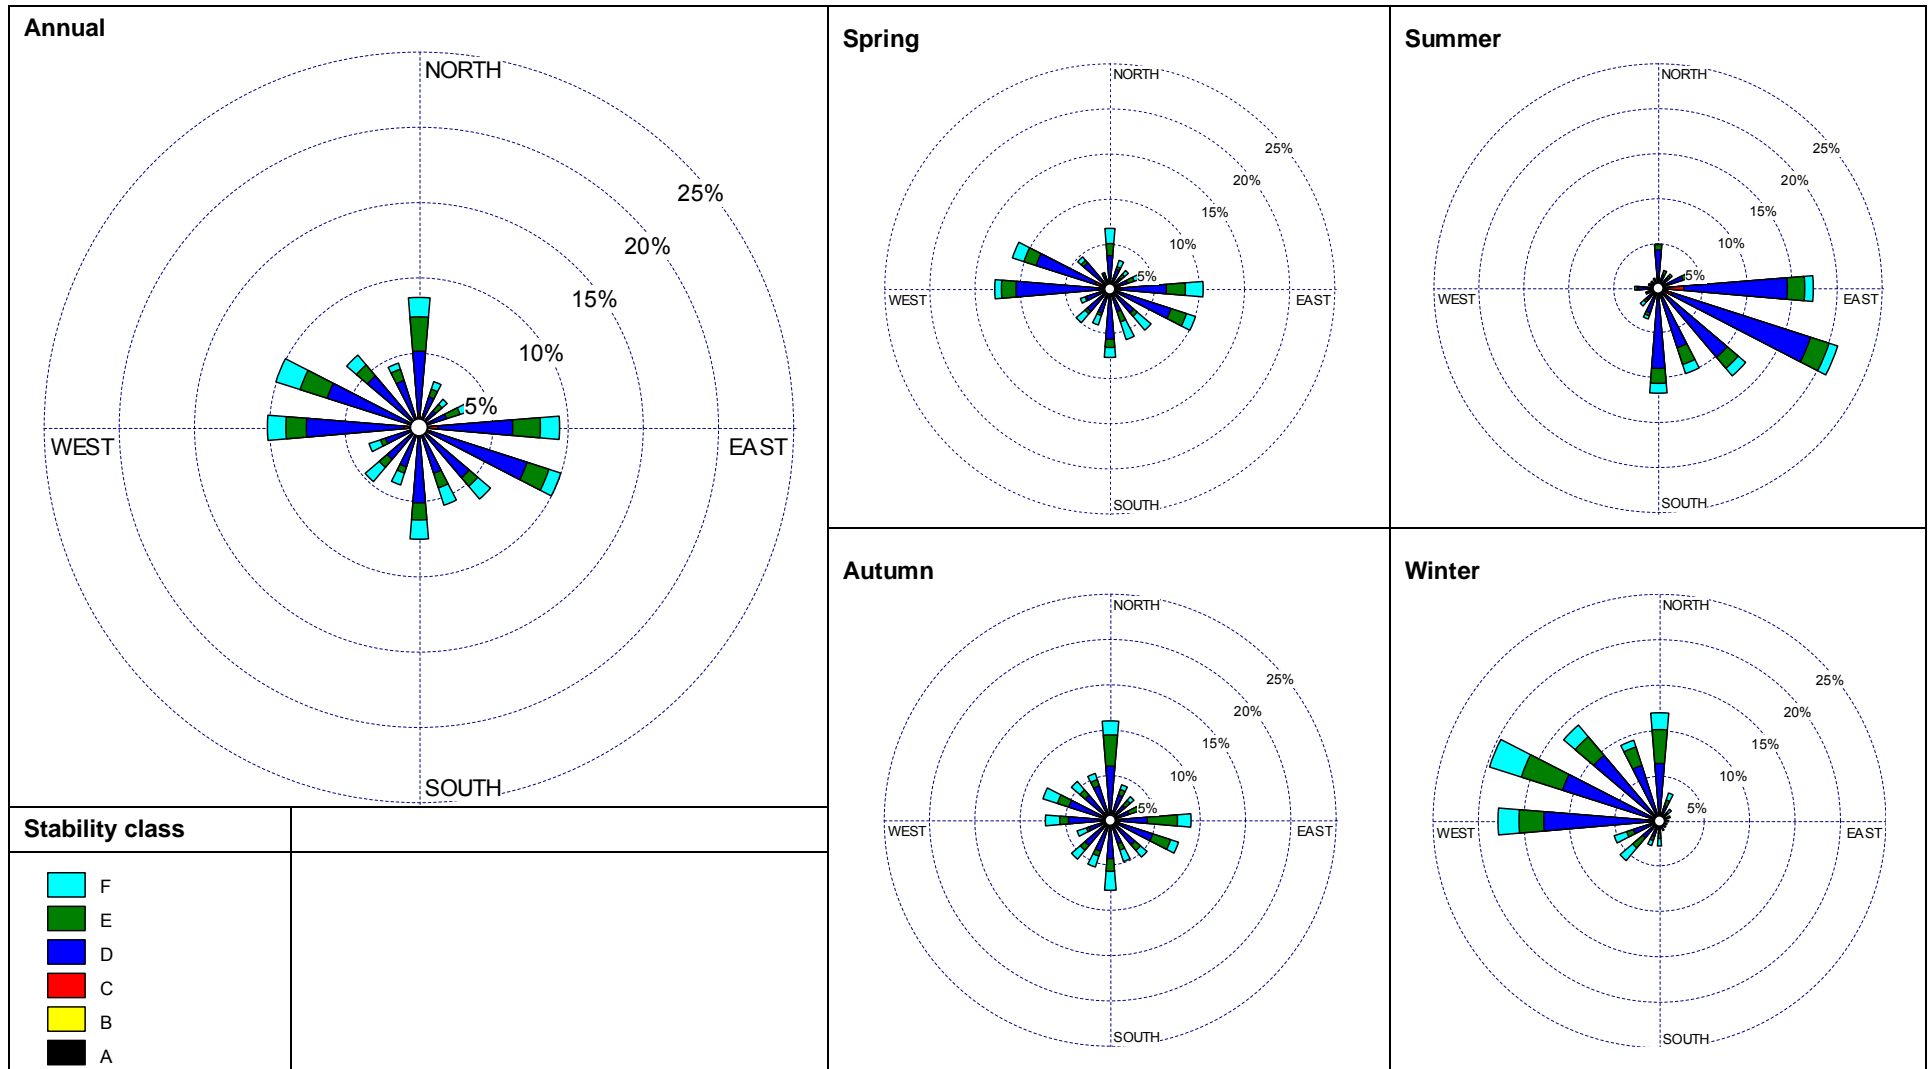 Annual
NORTH
25%
20%
15%
10%
5%
WEST
EAST
SOUTH
Spring
NORTH
25%
20%
15%
10%
5%
WEST
EAST
SOUTH
Summer
NORTH
25%
20%
15%
10%
5%
WEST
EAST
SOUTH
Autumn
NORTH
25%
20%
15%
10%
5%
WEST
EAST
SOUTH
Winter
NORTH
25%
20%
15%
10%
5%
WEST
EAST
SOUTH
Stability class
F
E
D
C
B
A